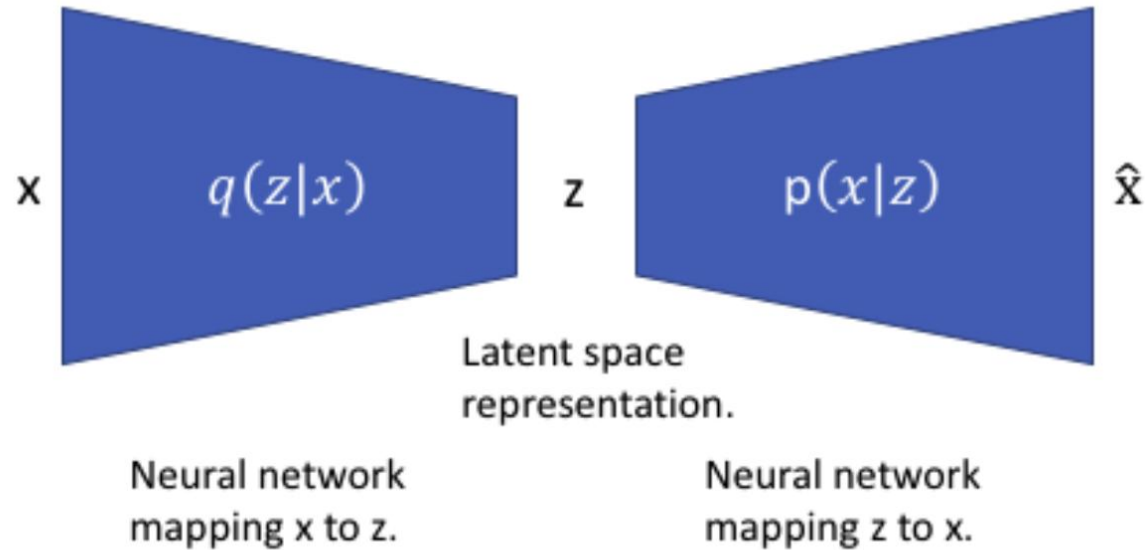 x
q(z|x)
z
p(x|z)
x̂
Latent space
representation.
Neural network
mapping x to z.
Neural network
mapping z to x.